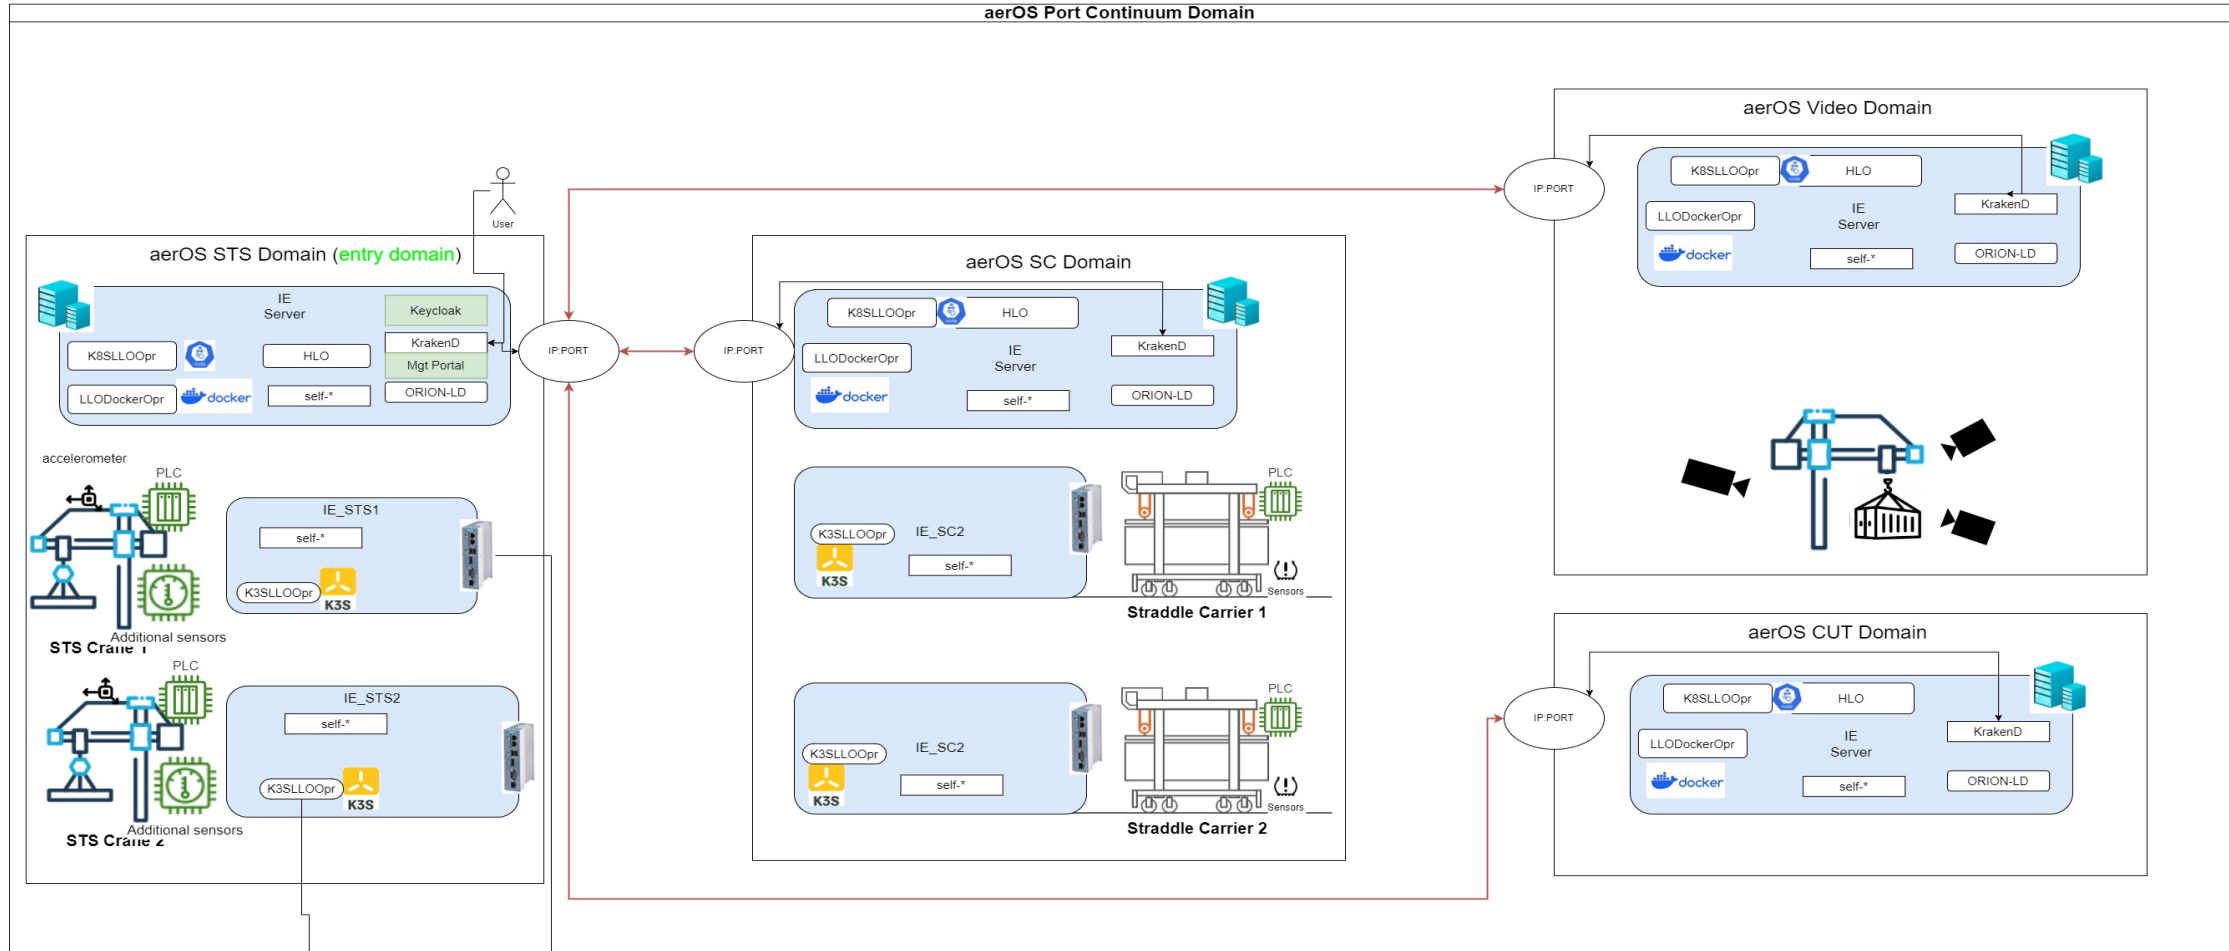 aerOS Port Continuum Domain
User
aerOS STS Domain (entry domain)
IE
Server
Keycloak
KrakenD
Mgt Portal
ORION-LD
K8SLLOOpr
HLO
LLODockerOpr
docker
self-*
IP:PORT
accelerometer
PLC
Additional sensors
STS Crane 1
IE_STS1
self-*
K3SLLOOpr
K3S
PLC
Additional sensors
STS Crane 2
IE_STS2
self-*
K3SLLOOpr
K3S
IP:PORT
aerOS SC Domain
K8SLLOOpr
HLO
LLODockerOpr
IE
Server
KrakenD
docker
self-*
ORION-LD
K3SLLOOpr
K3S
IE_SC2
self-*
PLC
Sensors
Straddle Carrier 1
K3SLLOOpr
K3S
IE_SC2
self-*
PLC
Sensors
Straddle Carrier 2
aerOS Video Domain
IP:PORT
K8SLLOOpr
HLO
LLODockerOpr
IE
Server
KrakenD
docker
self-*
ORION-LD
aerOS CUT Domain
IP:PORT
K8SLLOOpr
HLO
LLODockerOpr
IE
Server
KrakenD
docker
self-*
ORION-LD